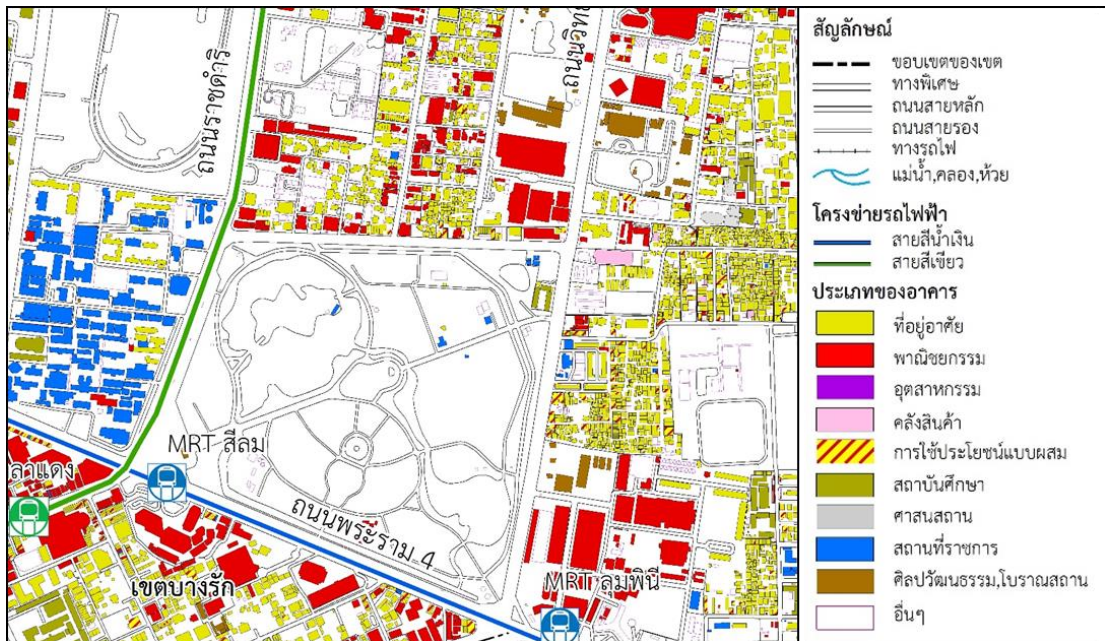 ถนนราชดำริ
ถนนวิทยุ
MRT สีลม
ลาแดง
ถนนพระราม 4
MRT ลุมพินี
เขตบางรัก
สัญลักษณ์
ขอบเขตของเขต
ทางพิเศษ
ถนนสายหลัก
ถนนสายรอง
ทางรถไฟ
แม่น้ำ,คลอง,ห้วย
โครงข่ายรถไฟฟ้า
สายสีน้ำเงิน
สายสีเขียว
ประเภทของอาคาร
ที่อยู่อาศัย
พาณิชยกรรม
อุตสาหกรรม
คลังสินค้า
การใช้ประโยชน์แบบผสม
สถาบันศึกษา
ศาสนสถาน
สถานที่ราชการ
ศิลปวัฒนธรรม,โบราณสถาน
อื่นๆ